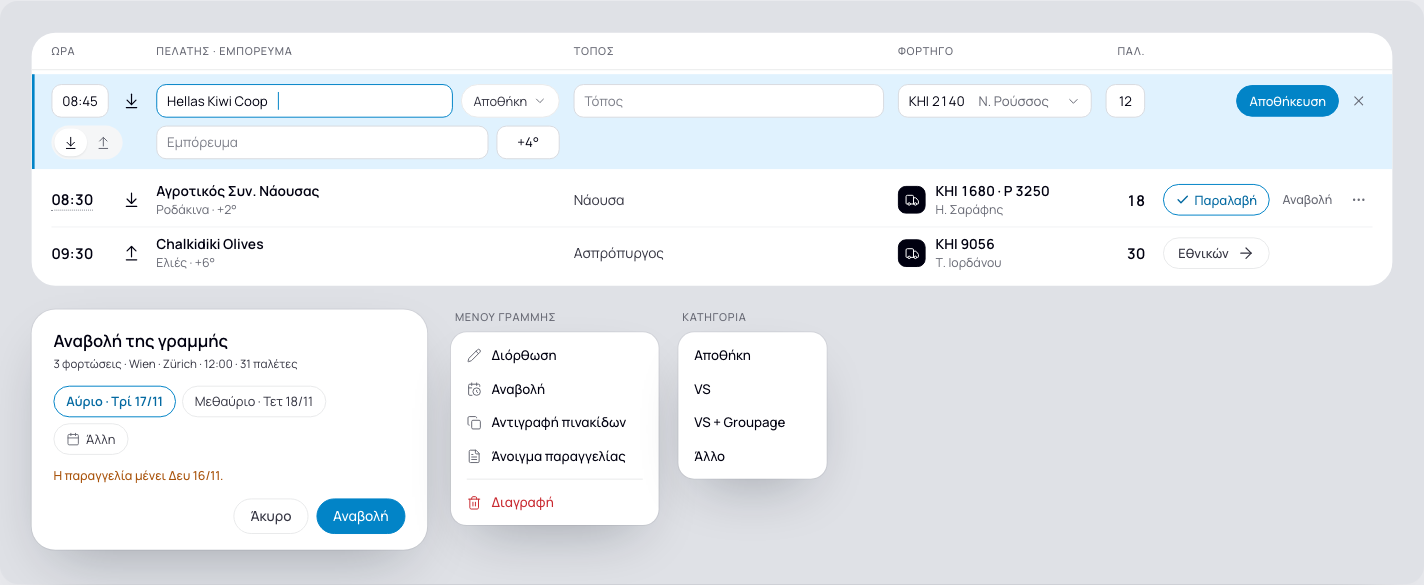 ΩΡΑ ΠΕΛΑΤΗΣ · ΕΜΠΟΡΕΥΜΑ ΤΟΠΟΣ ΦΟΡΤΗΓΟ ΠΑΛ.
08:45 Hellas Kiwi Coop Αποθήκη Τόπος ΚΗΙ 2140 Ν. Ρούσσος 12 Αποθήκευση
Εμπόρευμα +4°
08:30 Αγροτικός Συν. Νάουσας Νάουσα ΚΗΙ 1680 · Ρ 3250 18 Παραλαβή Αναβολή
Ροδάκινα · +2° Η. Σαράφης
09:30 Chalkidiki Olives Ασπρόπυργος ΚΗΙ 9056 30 Εθνικών
Ελιές · +6° Τ. Ιορδάνου
Αναβολή της γραμμής
3 φορτώσεις · Wien · Zürich · 12:00 · 31 παλέτες
Αύριο · Τρί 17/11 Μεθαύριο · Τετ 18/11
Άλλη
Η παραγγελία μένει Δευ 16/11.
Άκυρο Αναβολή
ΜΕΝΟΥ ΓΡΑΜΜΗΣ
Διόρθωση
Αναβολή
Αντιγραφή πινακίδων
Άνοιγμα παραγγελίας
Διαγραφή
ΚΑΤΗΓΟΡΙΑ
Αποθήκη
VS
VS + Groupage
Άλλο